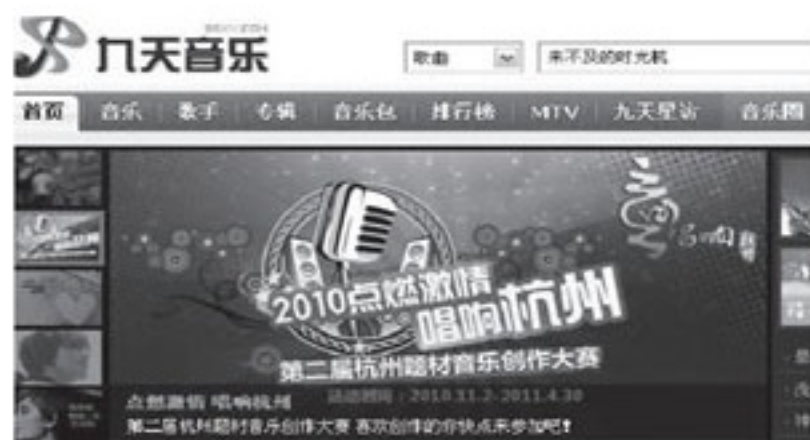 九天音乐
歌曲
来不及的时光机
首页 音乐 歌手 专辑 音乐包 排行榜 MTV 九天星站 音乐圈
2010点燃激情
唱响杭州
第二届杭州题材音乐创作大赛
点燃激情 唱响杭州 活动时间：2010.11.2-2011.4.30
第二届杭州题材音乐创作大赛 喜欢创作的你快点来参加吧!